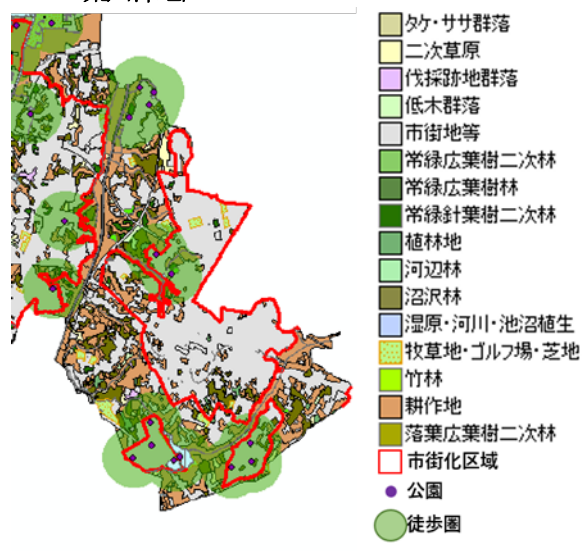 タケ・ササ群落
二次草原
伐採跡地群落
低木群落
市街地等
常緑広葉樹二次林
常緑広葉樹林
常緑針葉樹二次林
植林地
河辺林
沼沢林
湿原・河川・池沼植生
牧草地・ゴルフ場・芝地
竹林
耕作地
落葉広葉樹二次林
市街化区域
公園
徒歩圏